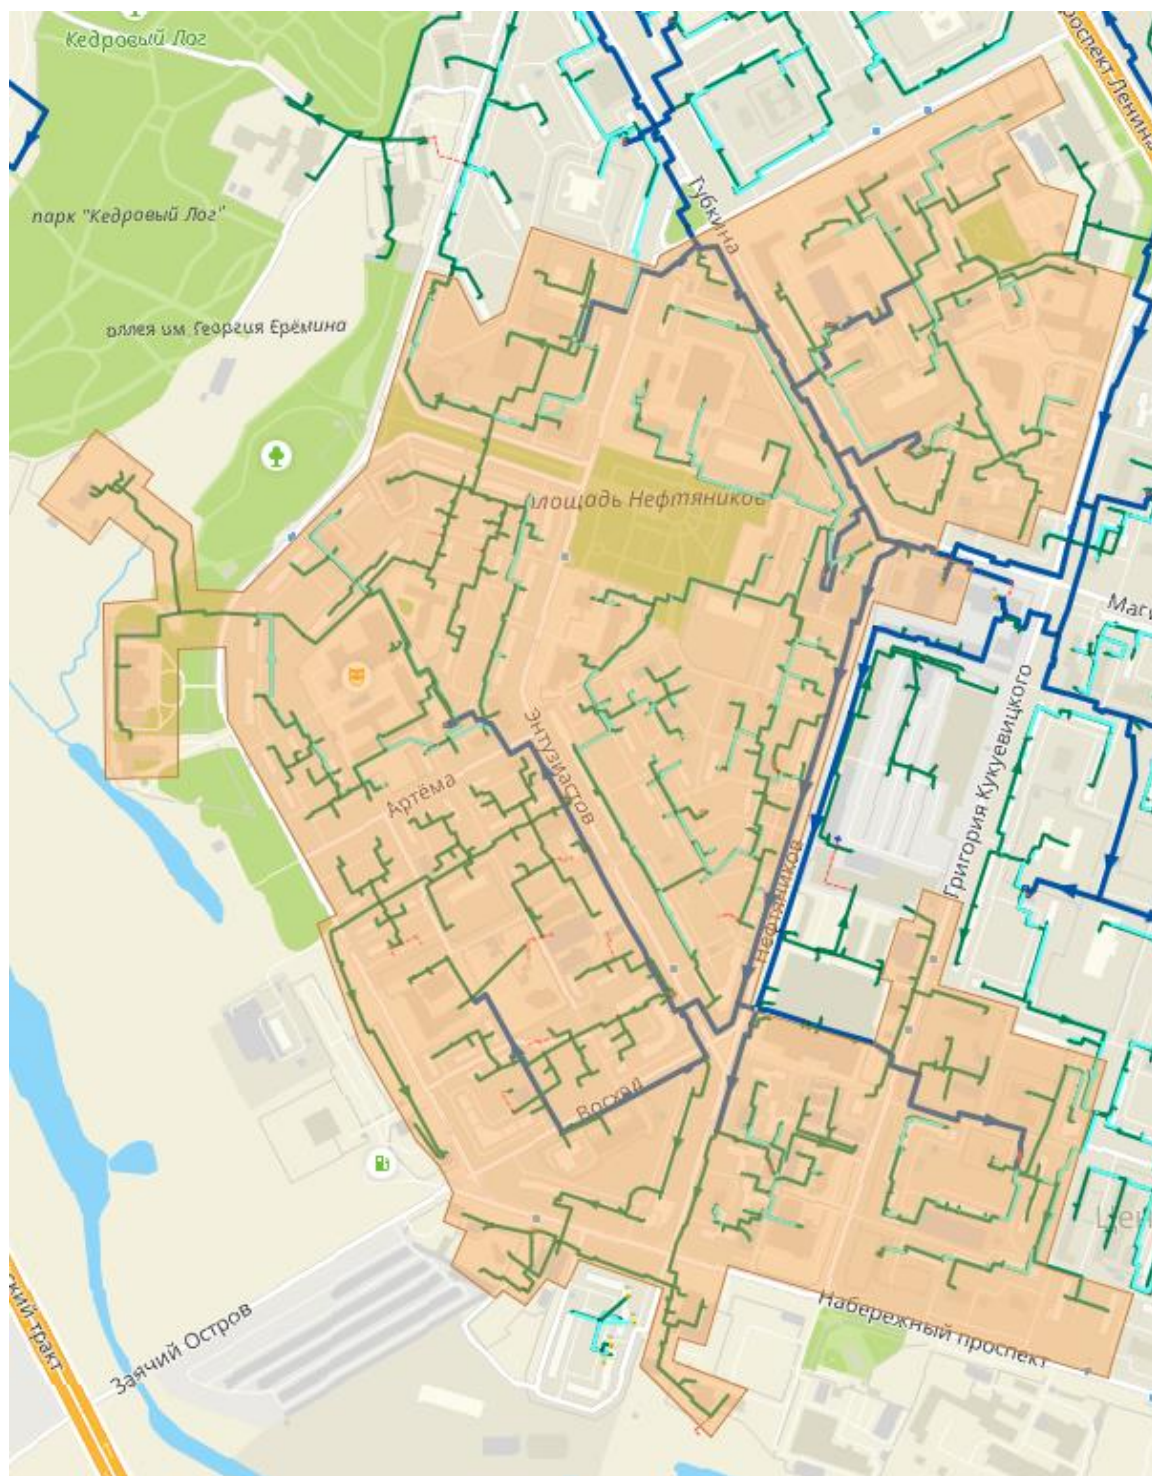 Кедровый Лог
проспект Ленина
Губкина
парк "Кедровый Лог"
аллея им. Георгия Ерёмина
площадь Нефтяников
Григория Кукуевицкого
Энтузиастов
Артёма
Нефтяников
Восход
Набережный проспект
Заячий Остров